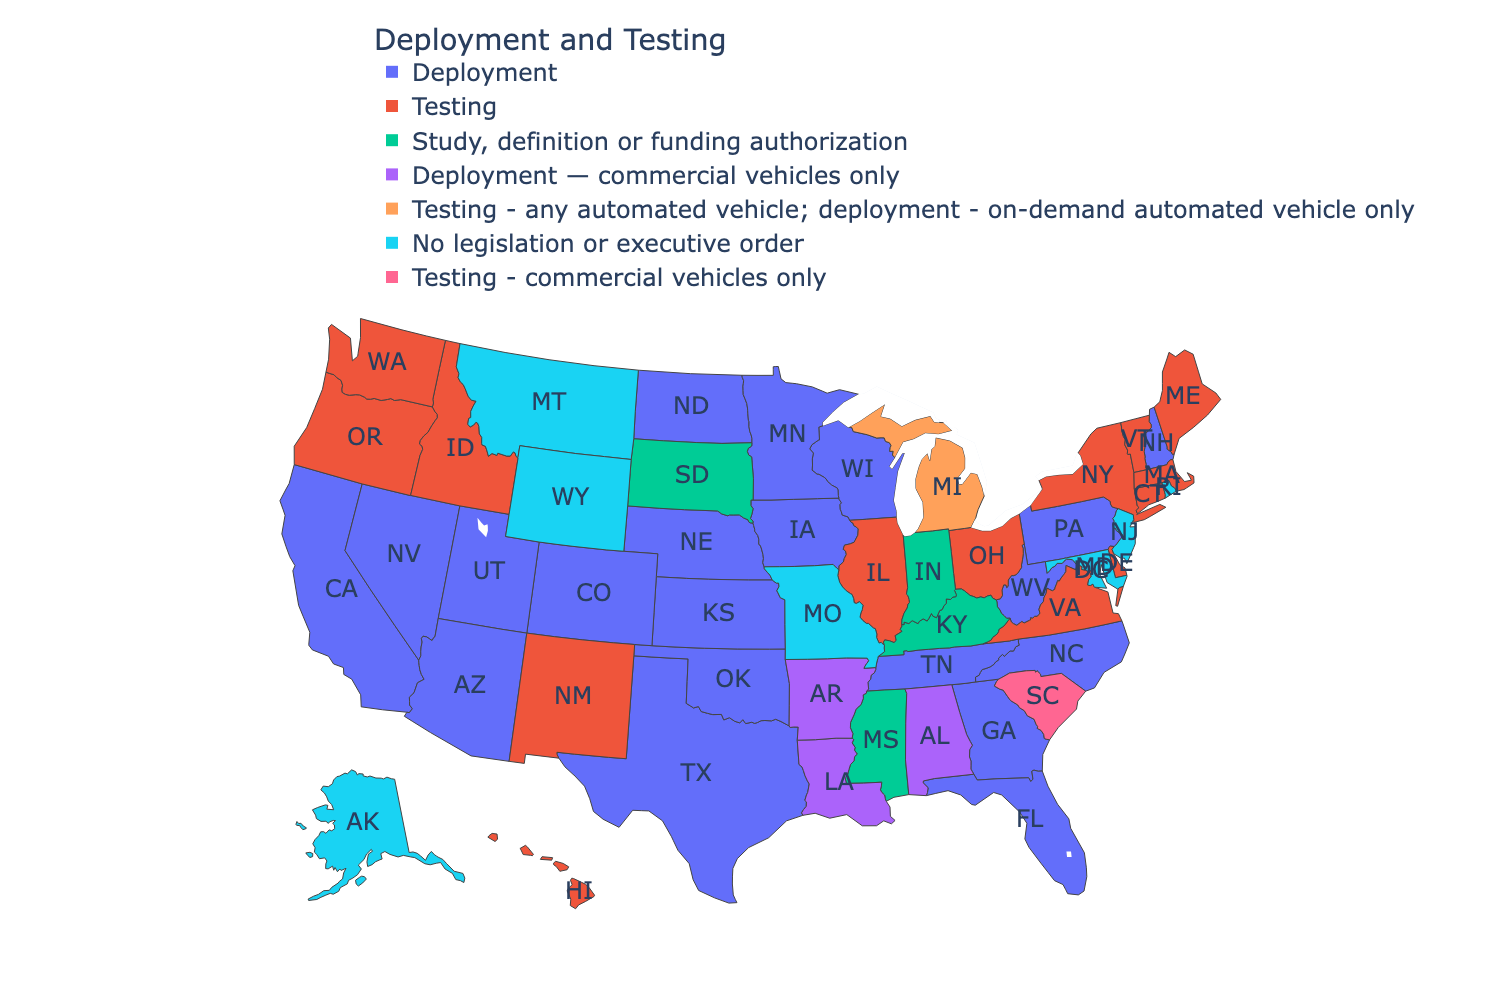 Deployment and Testing
Deployment
Testing
Study, definition or funding authorization
Deployment — commercial vehicles only
Testing - any automated vehicle; deployment - on-demand automated vehicle only
No legislation or executive order
Testing - commercial vehicles only
WA
MT
ND
ME
OR
ID
MN
VT
NH
WI
SD
NY
MA
WY
MI
CT
RI
NV
NE
IA
PA
NJ
UT
OH
CA
CO
IL
IN
MD
DC
DE
KS
MO
WV
VA
KY
AZ
OK
TN
NC
NM
AR
SC
MS
AL
GA
TX
LA
AK
FL
HI